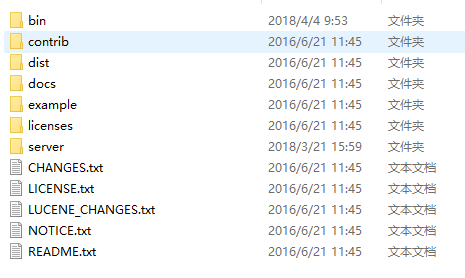 bin 2018/4/4 9:53 文件夹
contrib 2016/6/21 11:45 文件夹
dist 2016/6/21 11:45 文件夹
docs 2016/6/21 11:45 文件夹
example 2016/6/21 11:45 文件夹
licenses 2016/6/21 11:45 文件夹
server 2018/3/21 15:59 文件夹
CHANGES.txt 2016/6/21 11:45 文本文档
LICENSE.txt 2016/6/21 11:45 文本文档
LUCENE_CHANGES.txt 2016/6/21 11:45 文本文档
NOTICE.txt 2016/6/21 11:45 文本文档
README.txt 2016/6/21 11:45 文本文档